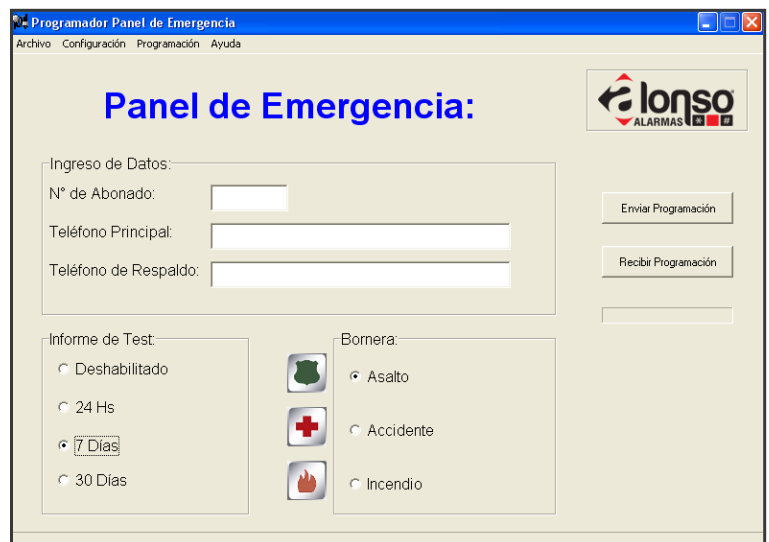 Programador Panel de Emergencia
Archivo Configuración Programación Ayuda
Panel de Emergencia:
alonso
ALARMAS * #
Ingreso de Datos:
N° de Abonado:
Teléfono Principal:
Teléfono de Respaldo:
Enviar Programación
Recibir Programación
Informe de Test:
Deshabilitado
24 Hs
7 Días
30 Días
Bornera:
Asalto
Accidente
Incendio